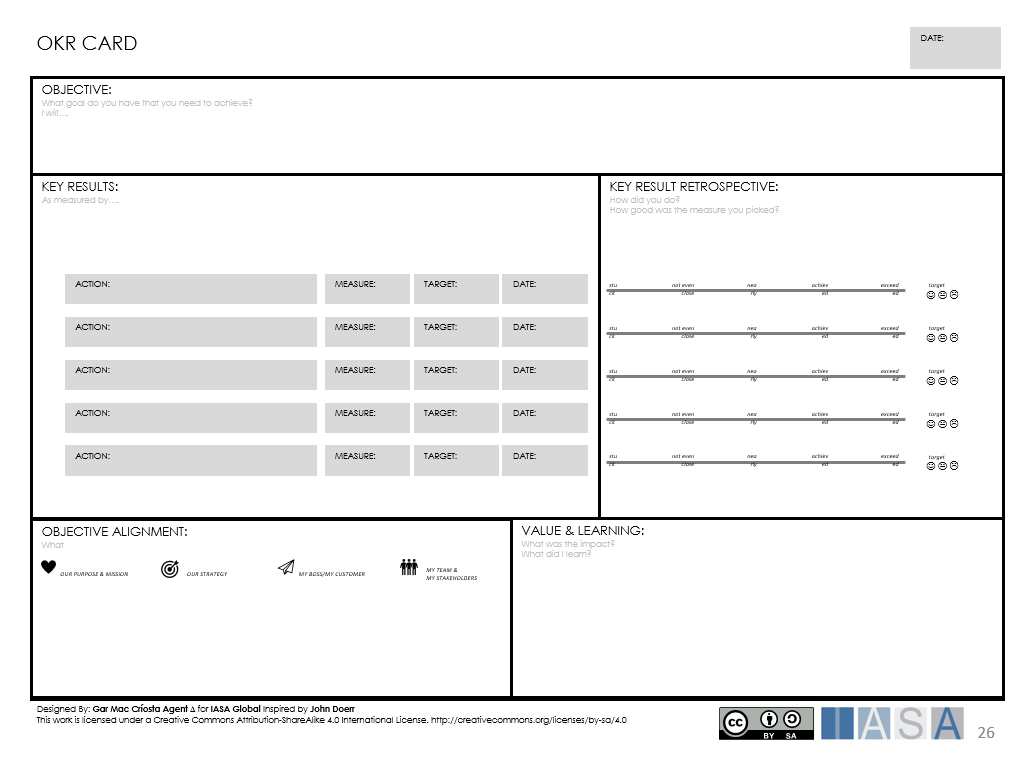 OKR CARD
DATE:
OBJECTIVE:
What goal do you have that you need to achieve?
I will....
KEY RESULTS:
As measured by.....
KEY RESULT RETROSPECTIVE:
How did you do?
How good was the measure you picked?
ACTION: MEASURE: TARGET: DATE:
stu not even nea achiev exceed target
ck close rly ed ed
ACTION: MEASURE: TARGET: DATE:
stu not even nea achiev exceed target
ck close rly ed ed
ACTION: MEASURE: TARGET: DATE:
stu not even nea achiev exceed target
ck close rly ed ed
ACTION: MEASURE: TARGET: DATE:
stu not even nea achiev exceed target
ck close rly ed ed
ACTION: MEASURE: TARGET: DATE:
stu not even nea achiev exceed target
ck close rly ed ed
OBJECTIVE ALIGNMENT:
What
OUR PURPOSE & MISSION
OUR STRATEGY
MY BOSS/MY CUSTOMER
MY TEAM &
MY STAKEHOLDERS
VALUE & LEARNING:
What was the impact?
What did I learn?
Designed By: Gar Mac Críosta Agent Δ for IASA Global Inspired by John Doerr
This work is licensed under a Creative Commons Attribution-ShareAlike 4.0 International License. http://creativecommons.org/licenses/by-sa/4.0
cc BY SA
IASA
26